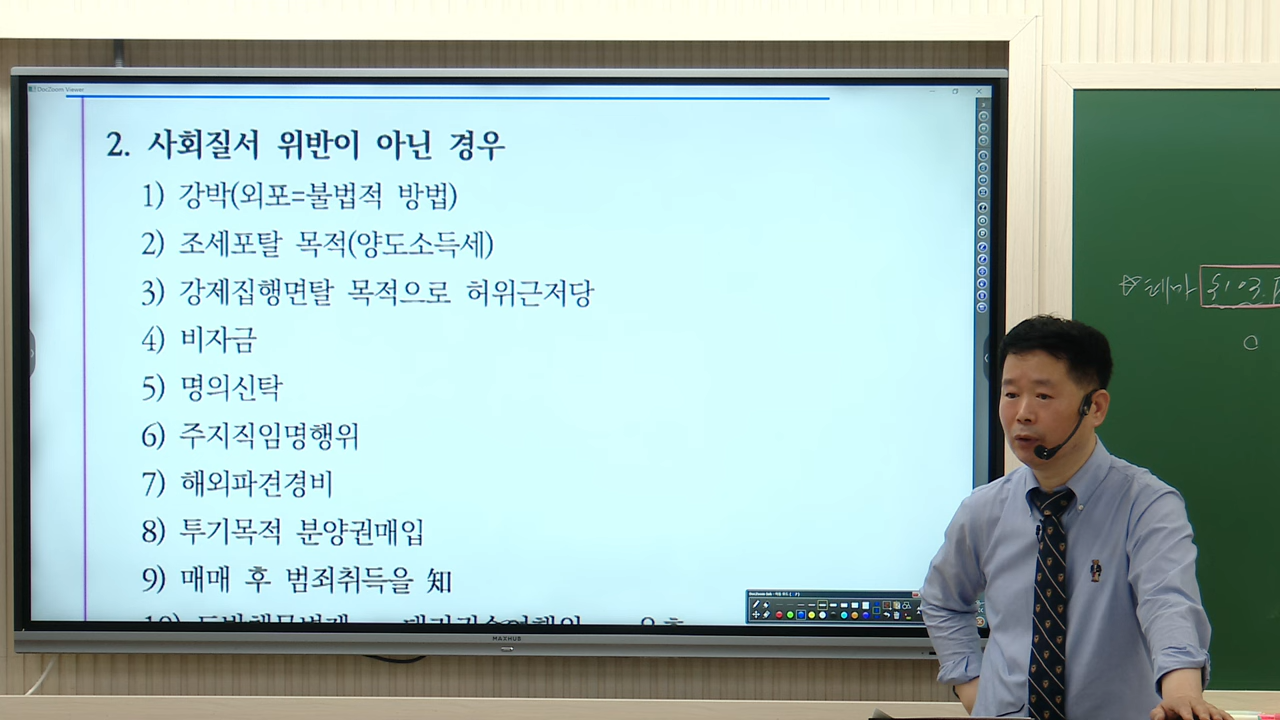 DocZoom Viewer
2. 사회질서 위반이 아닌 경우
1) 강박(외포=불법적 방법)
2) 조세포탈 목적(양도소득세)
3) 강제집행면탈 목적으로 허위근저당
4) 비자금
5) 명의신탁
6) 주지직임명행위
7) 해외파견경비
8) 투기목적 분양권매입
9) 매매 후 범죄취득을 知
MAXHUB
☆테마 §103.